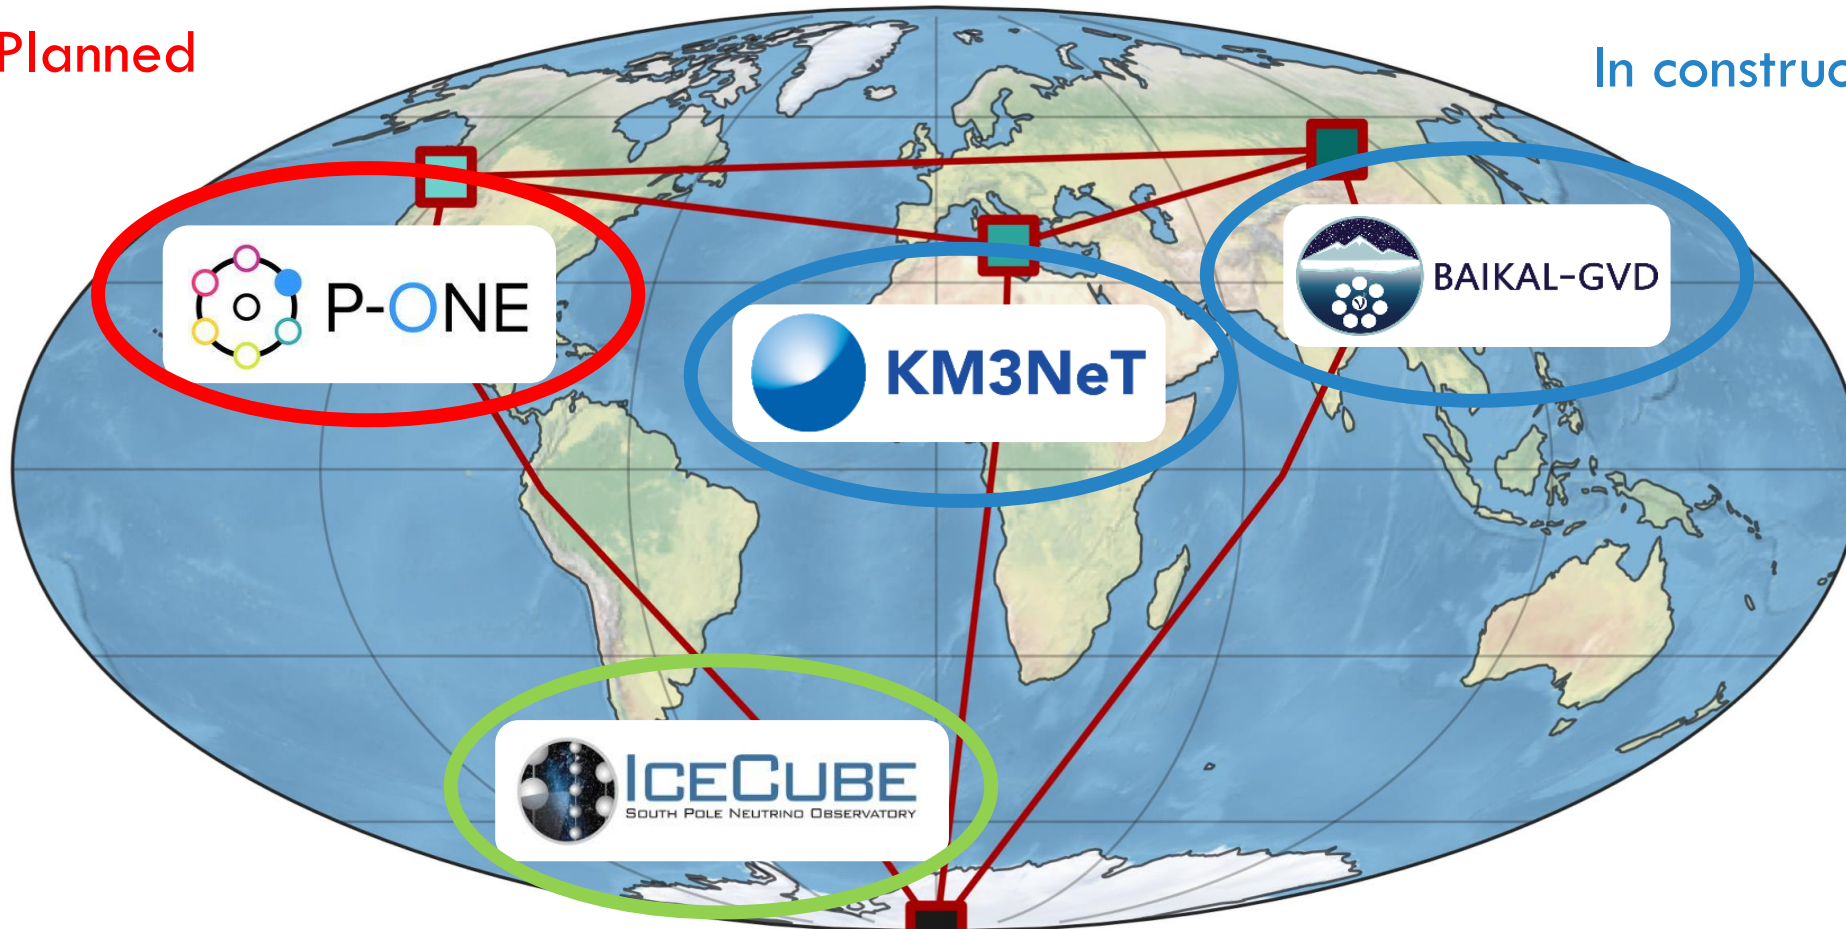 Planned
In construc
P-ONE
BAIKAL-GVD
KM3NeT
ICECUBE
SOUTH POLE NEUTRINO OBSERVATORY